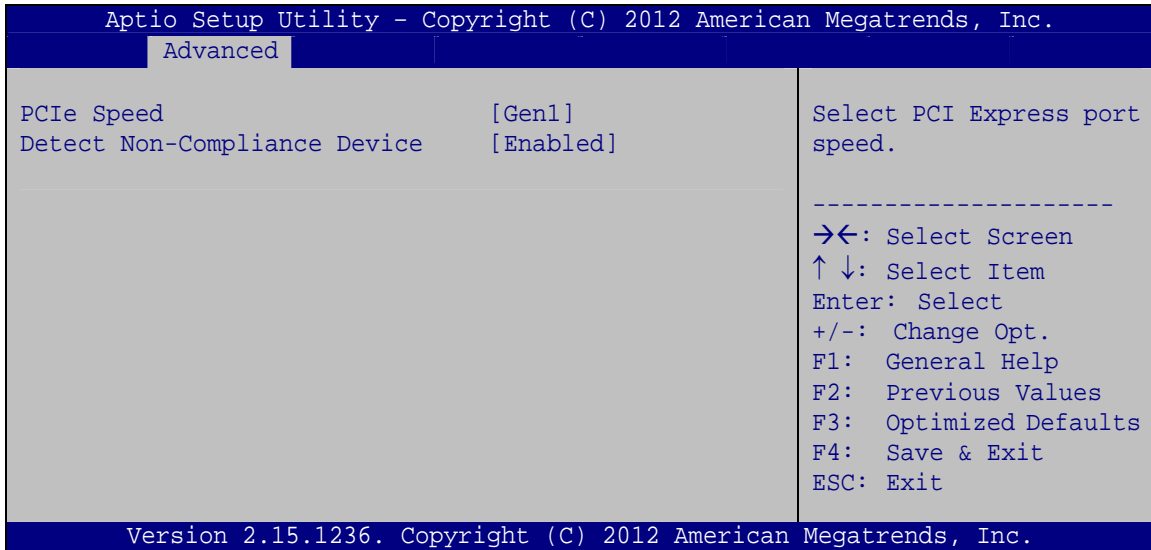 Aptio Setup Utility – Copyright (C) 2012 American Megatrends, Inc.
Advanced
PCIe Speed [Gen1]
Detect Non-Compliance Device [Enabled]
Select PCI Express port
speed.
---------------------
→←: Select Screen
↑ ↓: Select Item
Enter: Select
+/-: Change Opt.
F1: General Help
F2: Previous Values
F3: Optimized Defaults
F4: Save & Exit
ESC: Exit
Version 2.15.1236. Copyright (C) 2012 American Megatrends, Inc.